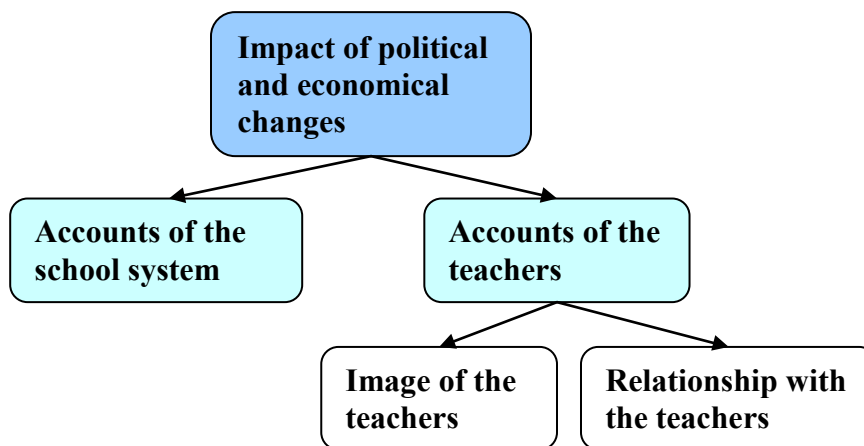 Impact of political
and economical
changes
Accounts of the
school system
Accounts of the
teachers
Image of the
teachers
Relationship with
the teachers